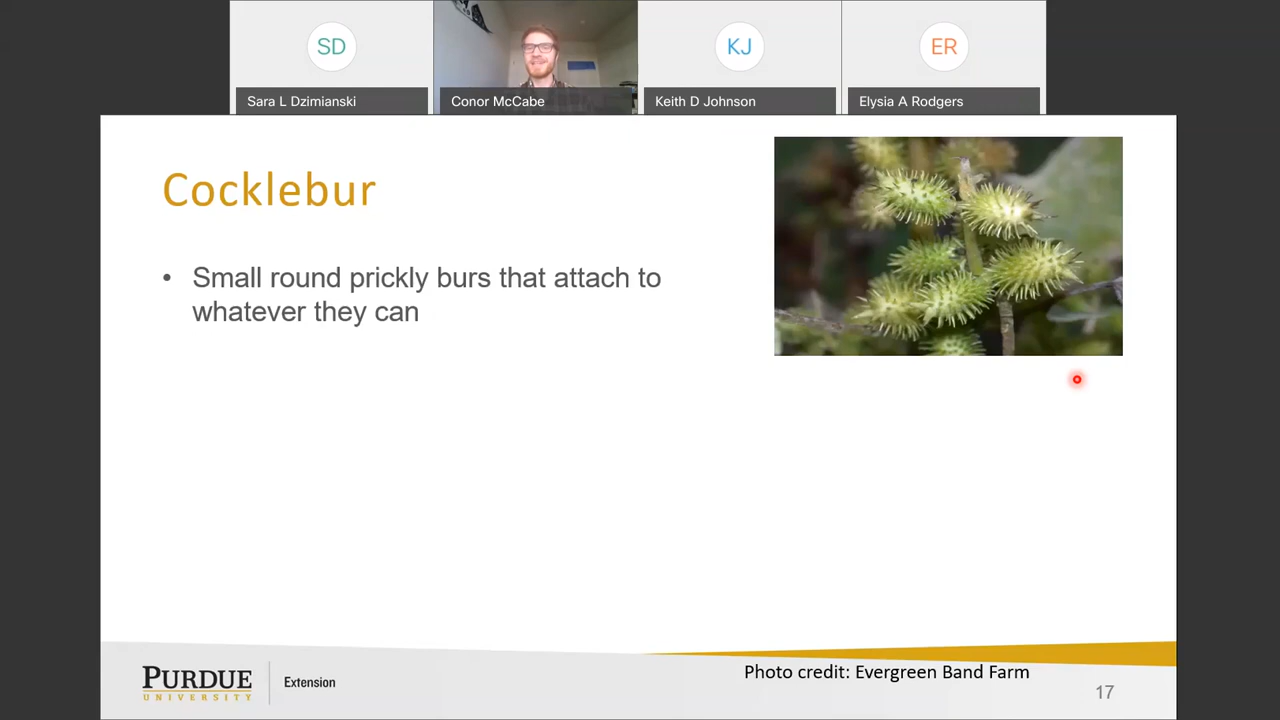 SD
KJ
ER
Sara L Dzimianski
Conor McCabe
Keith D Johnson
Elysia A Rodgers
Cocklebur
• Small round prickly burs that attach to
whatever they can
PURDUE
UNIVERSITY
Extension
Photo credit: Evergreen Band Farm
17